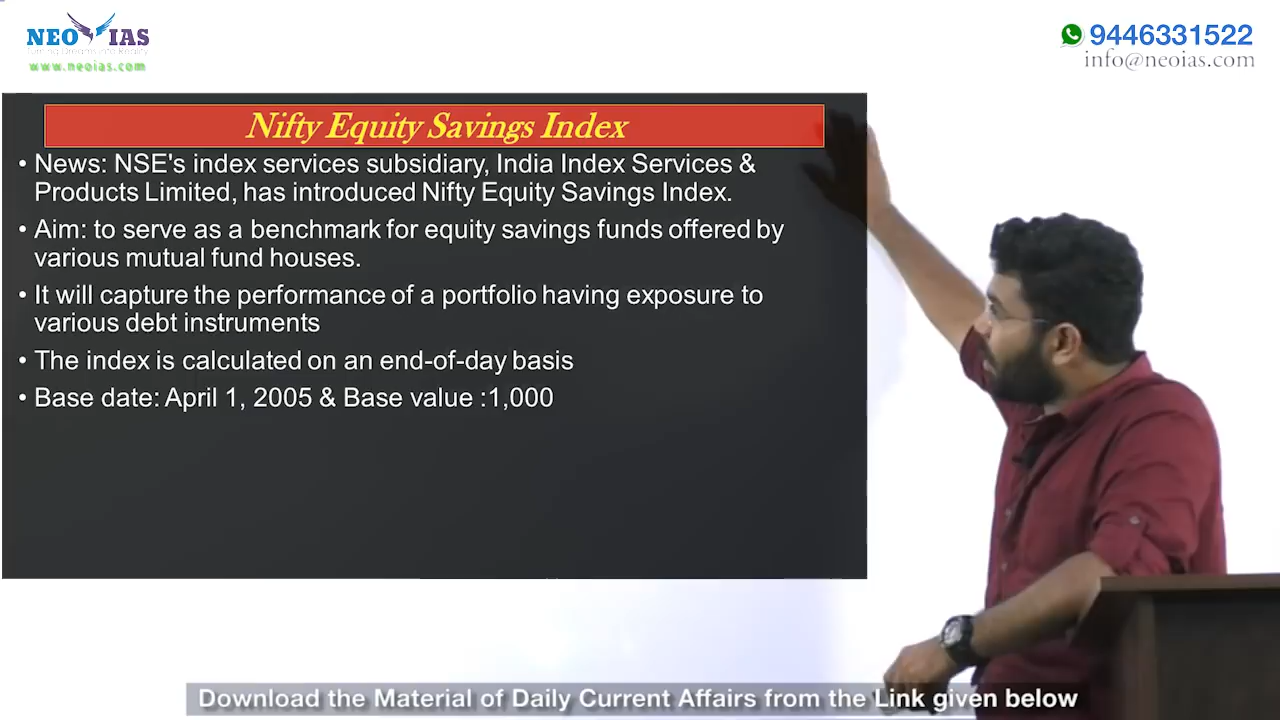 NEO IAS
Turning Dreams into Reality
www.neoias.com
9446331522
info@neoias.com
Nifty Equity Savings Index
• News: NSE's index services subsidiary, India Index Services &
Products Limited, has introduced Nifty Equity Savings Index.
• Aim: to serve as a benchmark for equity savings funds offered by
various mutual fund houses.
• It will capture the performance of a portfolio having exposure to
various debt instruments
• The index is calculated on an end-of-day basis
• Base date: April 1, 2005 & Base value :1,000
Download the Material of Daily Current Affairs from the Link given below